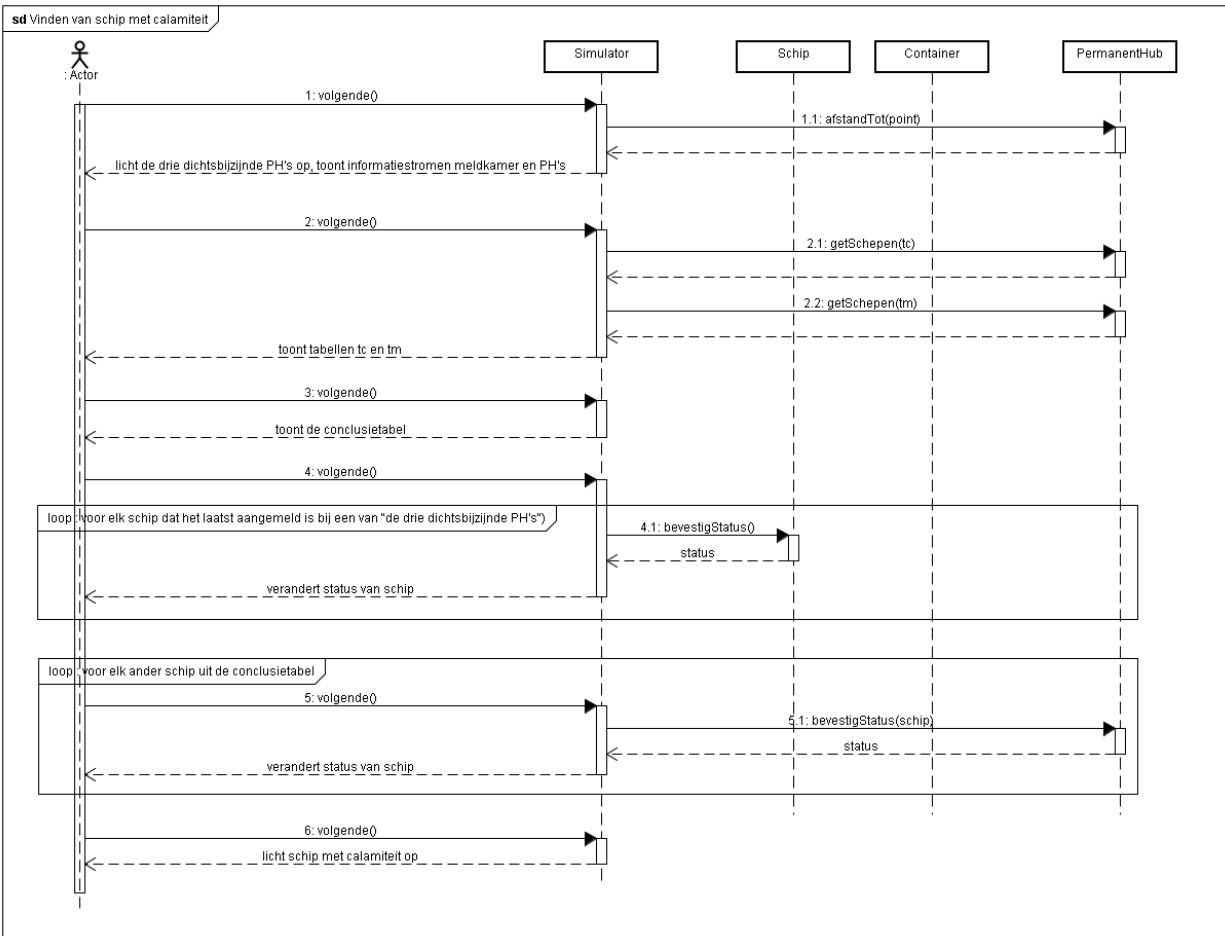 sd Vinden van schip met calamiteit
: Actor
Simulator
Schip
Container
PermanentHub
1: volgende()
1.1: afstandTot(point)
licht de drie dichtsbijzijnde PH's op, toont informatiestromen meldkamer en PH's
2: volgende()
2.1: getSchepen(tc)
2.2: getSchepen(tm)
toont tabellen tc en tm
3: volgende()
toont de conclusietabel
4: volgende()
loop : voor elk schip dat het laatst aangemeld is bij een van "de drie dichtsbijzijnde PH's")
4.1: bevestigStatus()
status
verandert status van schip
loop : voor elk ander schip uit de conclusietabel
5: volgende()
5.1: bevestigStatus(schip)
status
verandert status van schip
6: volgende()
licht schip met calamiteit op